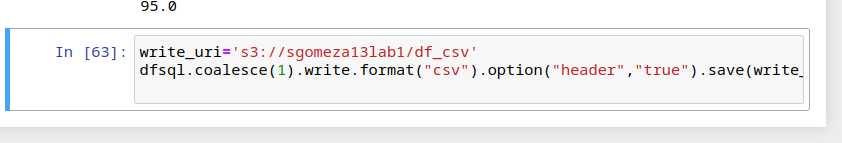 95.0
In [63]: write_uri='s3://sgomeza13lab1/df_csv'
dfsql.coalesce(1).write.format("csv").option("header","true").save(write_